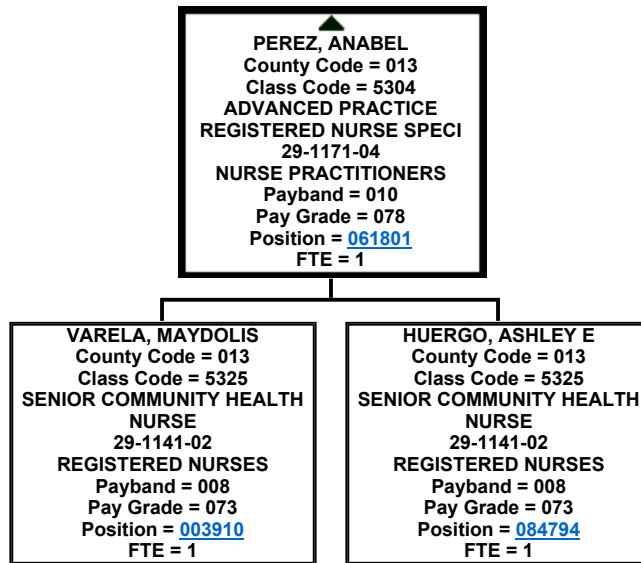 PEREZ, ANABEL
County Code = 013
Class Code = 5304
ADVANCED PRACTICE
REGISTERED NURSE SPECI
29-1171-04
NURSE PRACTITIONERS
Payband = 010
Pay Grade = 078
Position = 061801
FTE = 1
VARELA, MAYDOLIS
County Code = 013
Class Code = 5325
SENIOR COMMUNITY HEALTH
NURSE
29-1141-02
REGISTERED NURSES
Payband = 008
Pay Grade = 073
Position = 003910
FTE = 1
HUERGO, ASHLEY E
County Code = 013
Class Code = 5325
SENIOR COMMUNITY HEALTH
NURSE
29-1141-02
REGISTERED NURSES
Payband = 008
Pay Grade = 073
Position = 084794
FTE = 1